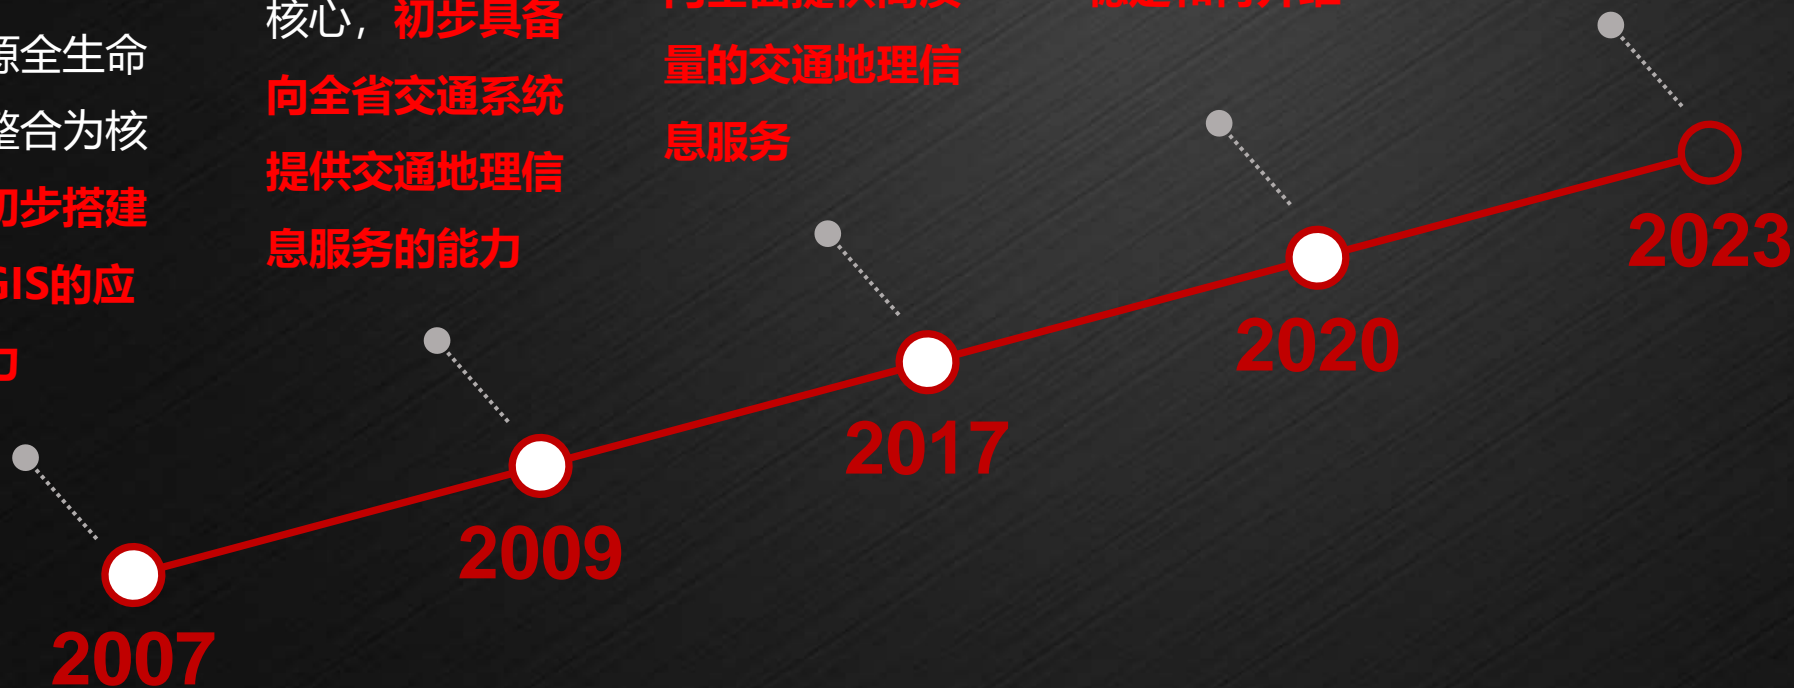 源全生命
整合为核
初步搭建
GIS的应
力
2007
核心，初步具备
向全省交通系统
提供交通地理信
息服务的能力
2009
量的交通地理信
息服务
2017
2020
2023